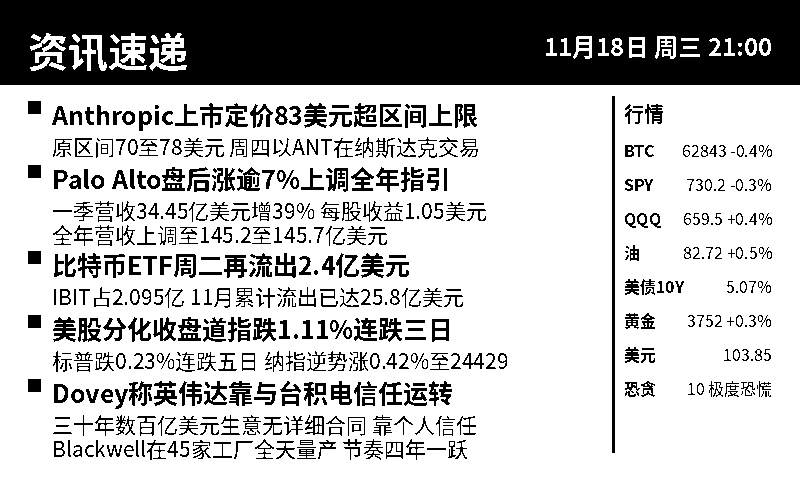 资讯速递
11月18日 周三 21:00
Anthropic上市定价83美元超区间上限
原区间70至78美元 周四以ANT在纳斯达克交易
Palo Alto盘后涨逾7%上调全年指引
一季营收34.45亿美元增39% 每股收益1.05美元
全年营收上调至145.2至145.7亿美元
比特币ETF周二再流出2.4亿美元
IBIT占2.095亿 11月累计流出已达25.8亿美元
美股分化收盘道指跌1.11%连跌三日
标普跌0.23%连跌五日 纳指逆势涨0.42%至24429
Dovey称英伟达靠与台积电信任运转
三十年数百亿美元生意无详细合同 靠个人信任
Blackwell在45家工厂全天量产 节奏四年一跃
行情
BTC 62843 -0.4%
SPY 730.2 -0.3%
QQQ 659.5 +0.4%
油 82.72 +0.5%
美债10Y 5.07%
黄金 3752 +0.3%
美元 103.85
恐贪 10 极度恐慌